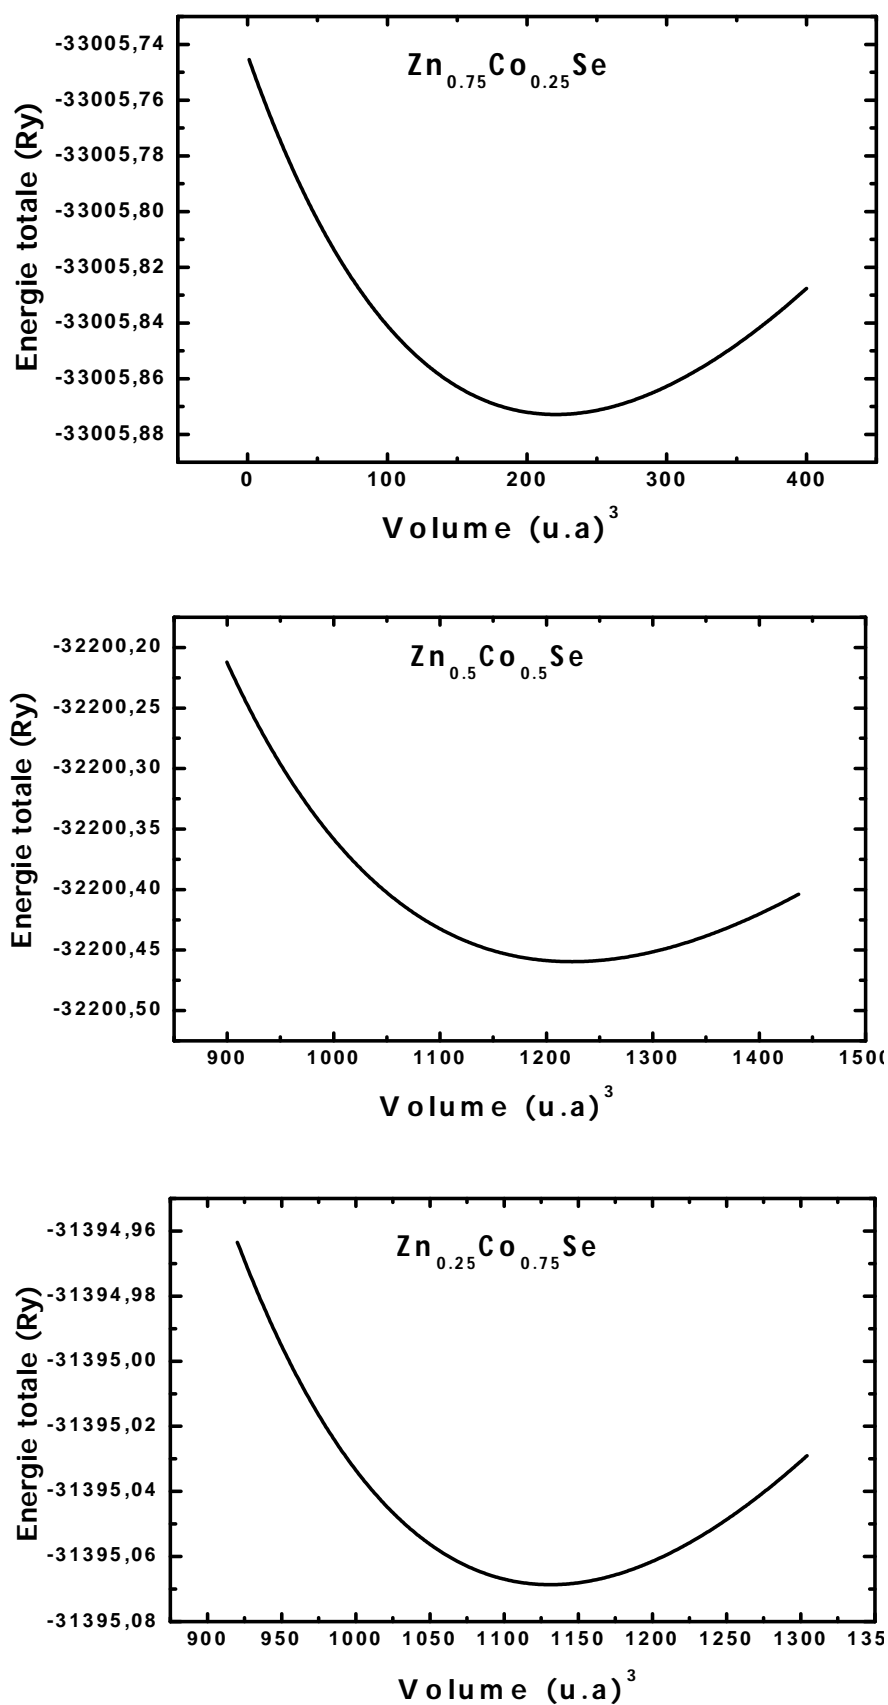 Zn0.75Co0.25Se
Energie totale (Ry)
-33005,74
-33005,76
-33005,78
-33005,80
-33005,82
-33005,84
-33005,86
-33005,88
0 100 200 300 400
Volume (u.a)3
Zn0.5Co0.5Se
Energie totale (Ry)
-32200,20
-32200,25
-32200,30
-32200,35
-32200,40
-32200,45
-32200,50
900 1000 1100 1200 1300 1400 1500
Volume (u.a)3
Zn0.25Co0.75Se
Energie totale (Ry)
-31394,96
-31394,98
-31395,00
-31395,02
-31395,04
-31395,06
-31395,08
900 950 1000 1050 1100 1150 1200 1250 1300 135
Volume (u.a)3